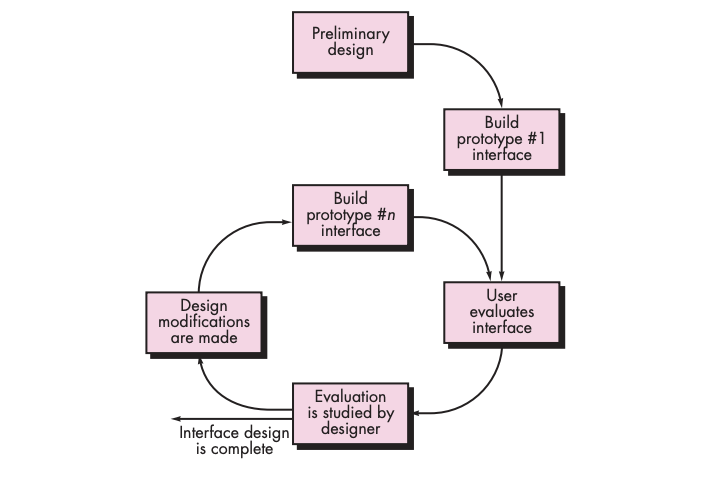 Preliminary
design
Build
prototype #1
interface
Build
prototype #n
interface
User
evaluates
interface
Design
modifications
are made
Evaluation
is studied by
designer
Interface design
is complete